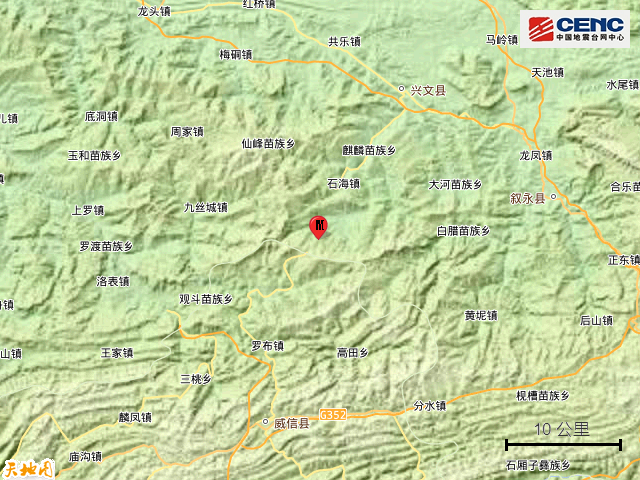 龙头镇
红桥镇
CENC
中国地震台网中心
共乐镇
马岭镇
梅硐镇
天池镇
水尾镇
兴文县
底洞镇
儿镇
周家镇
仙峰苗族乡
麒麟苗族乡
龙凤镇
玉和苗族乡
石海镇
大河苗族乡
合乐苗
叙永县
上罗镇
九丝城镇
罗渡苗族乡
白腊苗族乡
正东镇
洛表镇
观斗苗族乡
黄坭镇
后山镇
山镇
王家镇
罗布镇
高田乡
三桃乡
枧槽苗族乡
分水镇
G352
麟凤镇
威信县
10 公里
庙沟镇
石厢子彝族乡
天地图